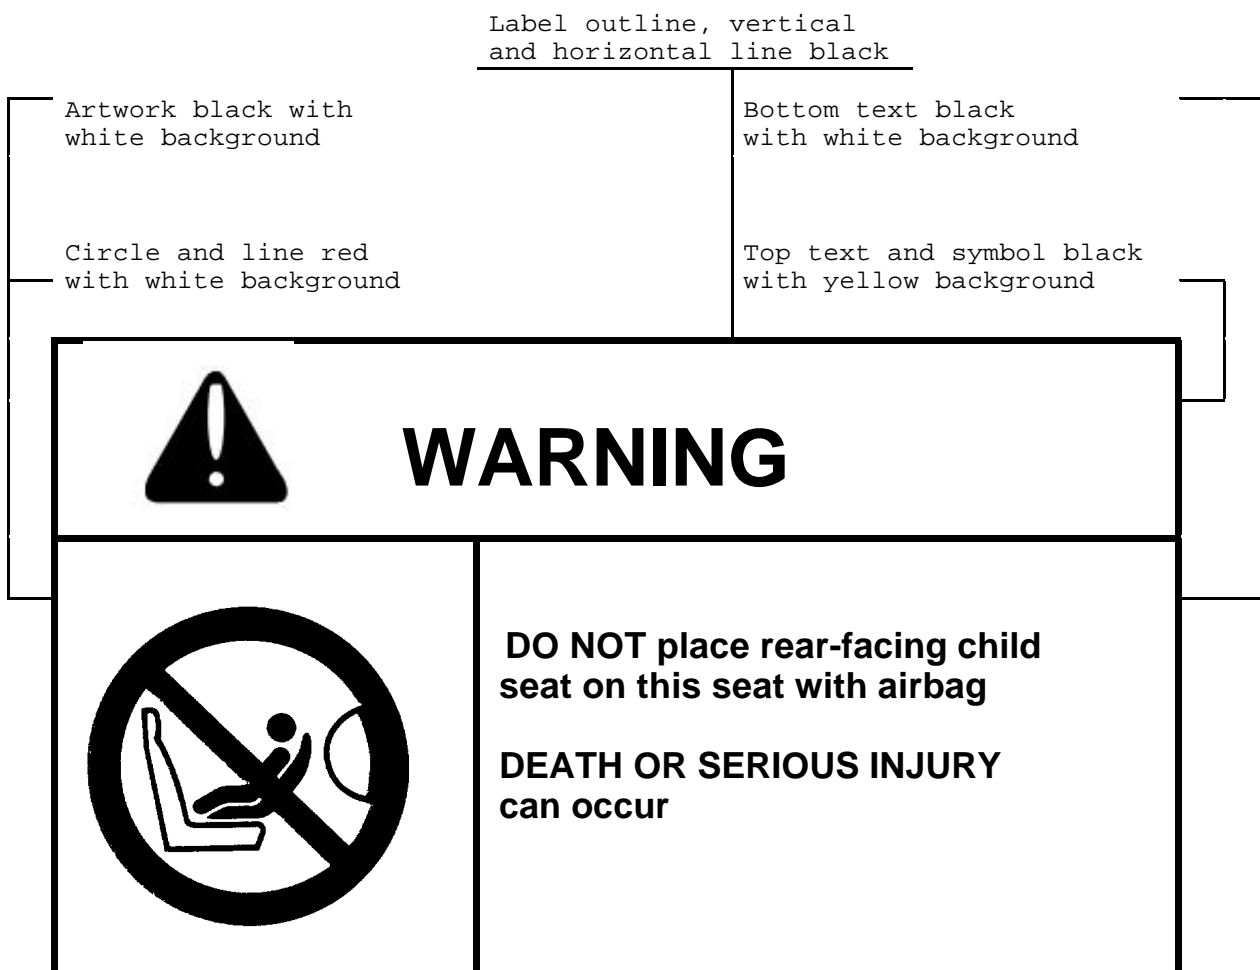 Label outline, vertical
and horizontal line black
Artwork black with
white background
Bottom text black
with white background
Circle and line red
with white background
Top text and symbol black
with yellow background
WARNING
DO NOT place rear-facing child
seat on this seat with airbag
DEATH OR SERIOUS INJURY
can occur